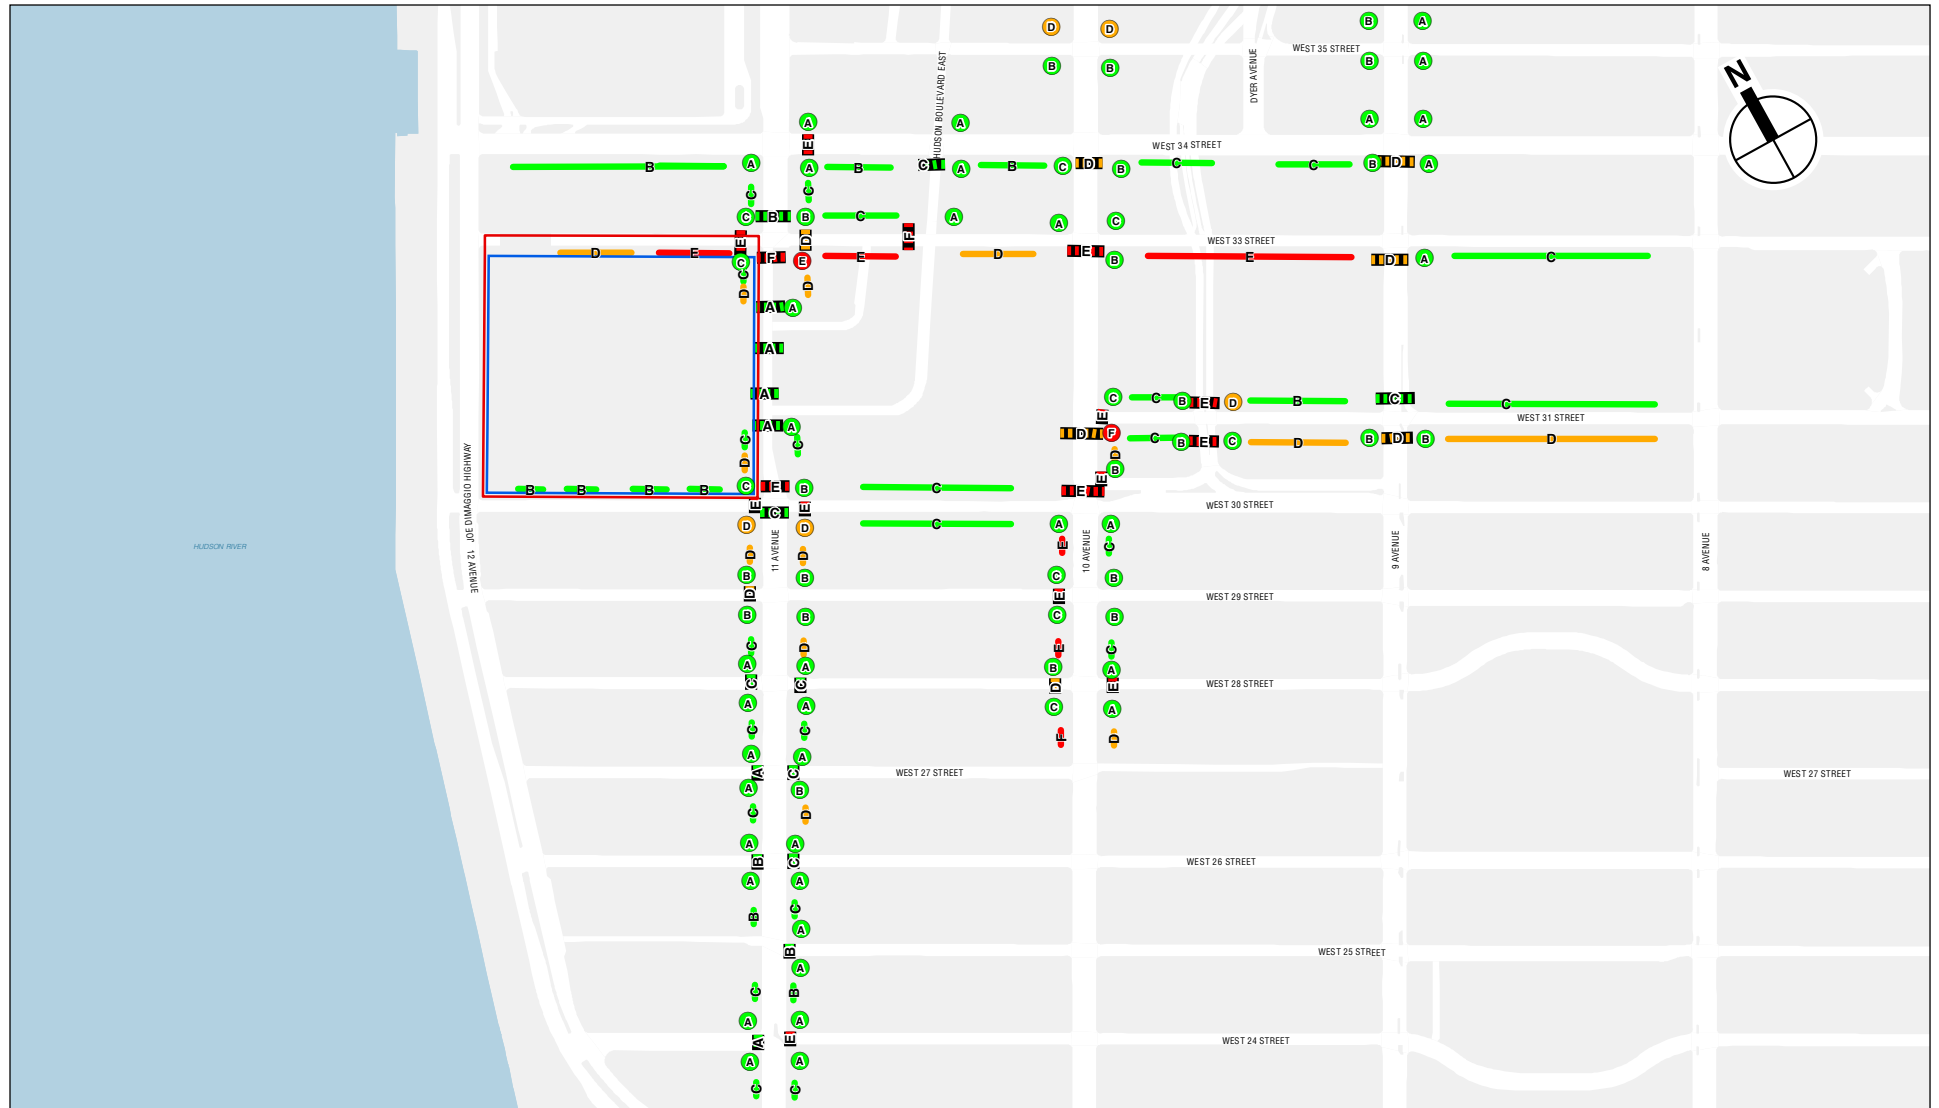 D D B A
WEST 35 STREET
B B B A
DYER AVENUE
HUDSON BOULEVARD EAST
N
A A A A
E
WEST 34 STREET
B A A B C A B C D B C C B D A
C C
C B B C A A C
E D F
WEST 33 STREET
D E C F E E D E B E D A C
C
D D
A A
A
A
C C B E D B C C
E
WEST 31 STREET
A A
D F C B E C D B D B D
C C
D
D B
E
B B B B C E B C E
WEST 30 STREET
E C E
D D C A A
11 AVENUE
10 AVENUE
9 AVENUE
8 AVENUE
JOE DIMAGGIO HIGHWAY
12 AVENUE
HUDSON RIVER
E C
D D
B B C B
D E
WEST 29 STREET
B B C B
C D E C
A A B A
C C D E
WEST 28 STREET
A A C A
C C F D
A A
A C
WEST 27 STREET
WEST 27 STREET
A B
C D
A A
B C
WEST 26 STREET
A A
B C
A
B
WEST 25 STREET
A
C B
A A
A E
WEST 24 STREET
A A
C C